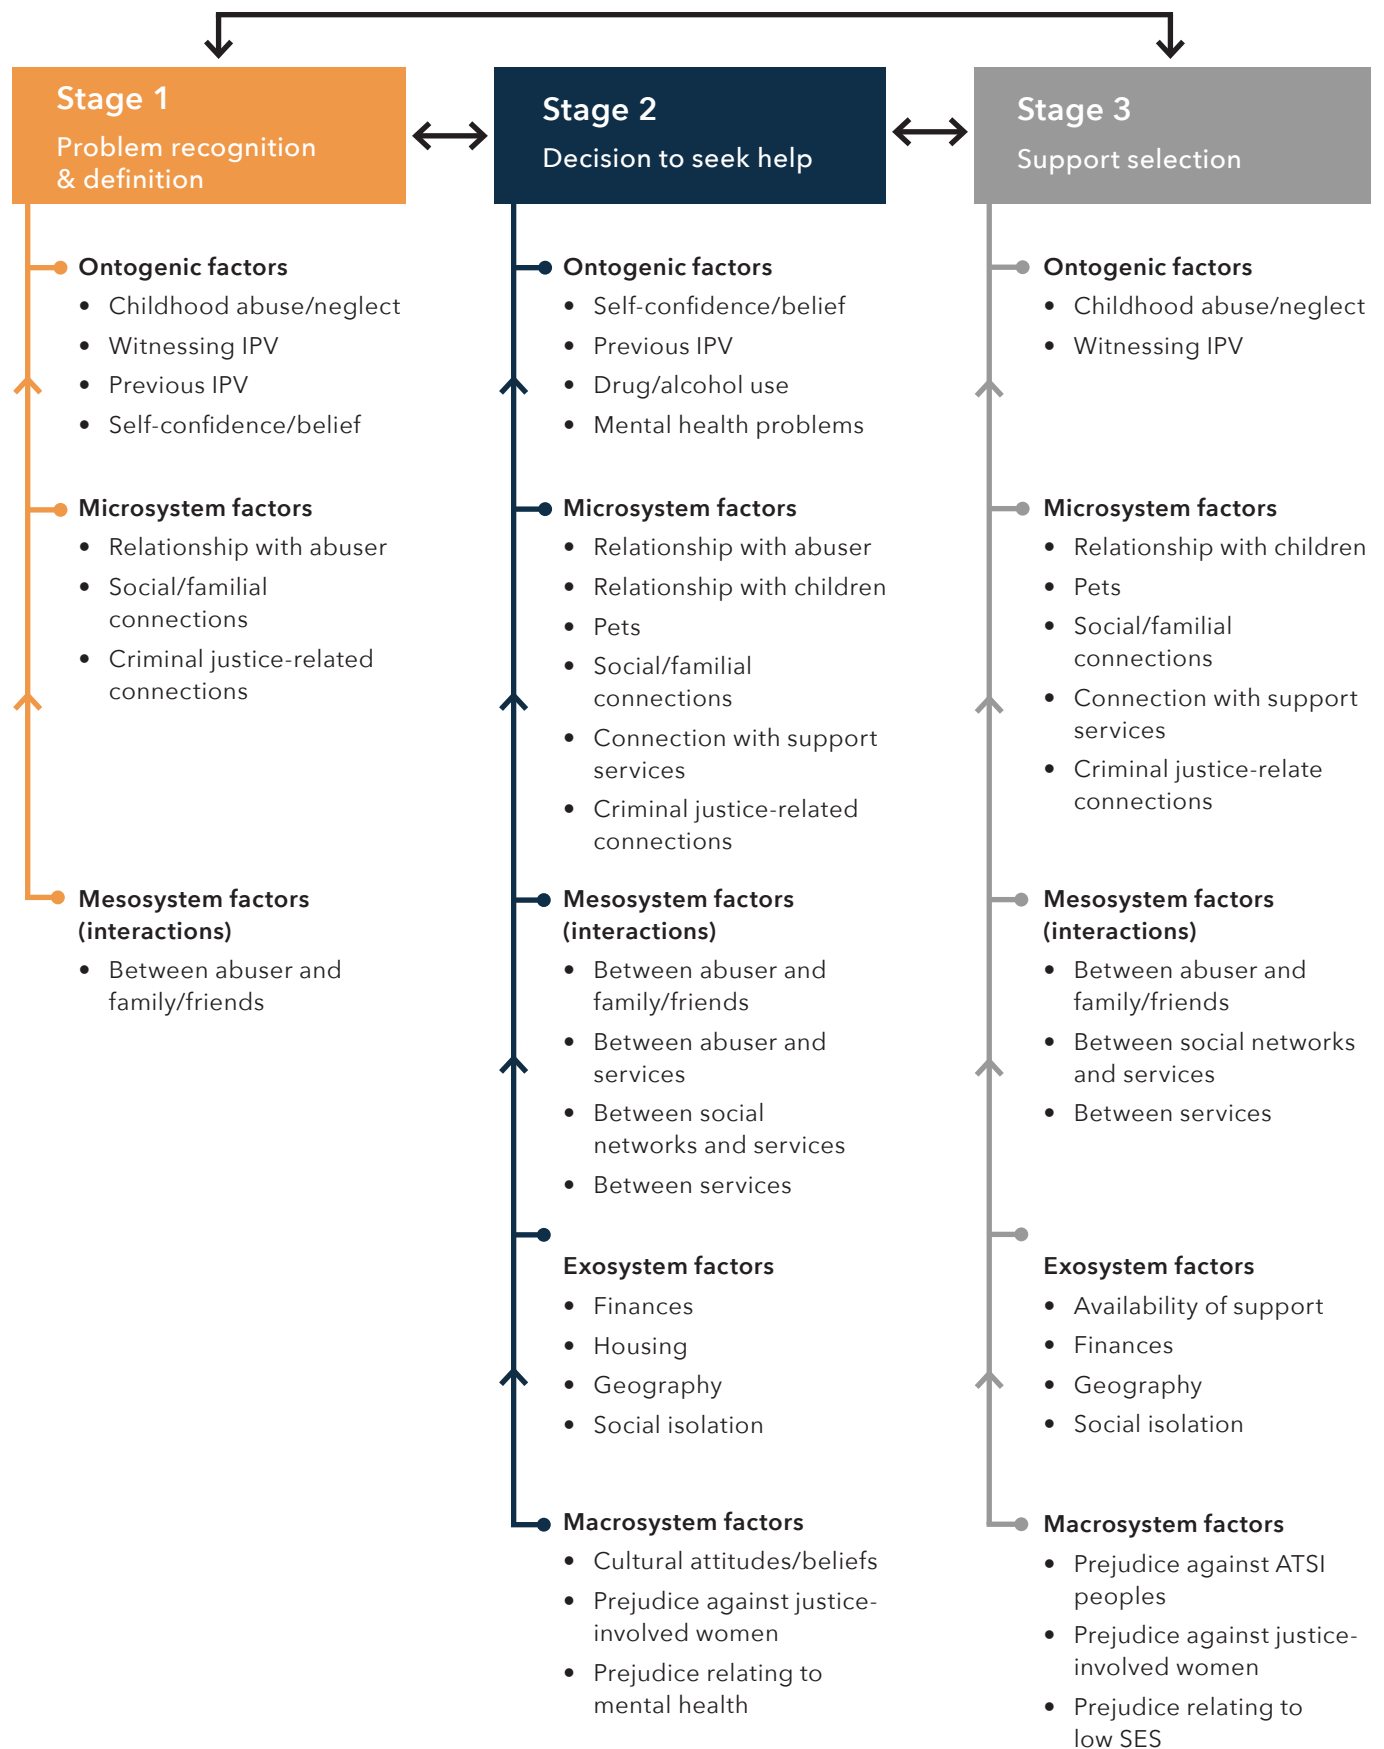 Stage 1
Problem recognition
& definition
Ontogenic factors
• Childhood abuse/neglect
• Witnessing IPV
• Previous IPV
• Self-confidence/belief
Microsystem factors
• Relationship with abuser
• Social/familial
connections
• Criminal justice-related
connections
Mesosystem factors
(interactions)
• Between abuser and
family/friends
Stage 2
Decision to seek help
Ontogenic factors
• Self-confidence/belief
• Previous IPV
• Drug/alcohol use
• Mental health problems
Microsystem factors
• Relationship with abuser
• Relationship with children
• Pets
• Social/familial
connections
• Connection with support
services
• Criminal justice-related
connections
Mesosystem factors
(interactions)
• Between abuser and
family/friends
• Between abuser and
services
• Between social
networks and services
• Between services
Exosystem factors
• Finances
• Housing
• Geography
• Social isolation
Macrosystem factors
• Cultural attitudes/beliefs
• Prejudice against justice-
involved women
• Prejudice relating to
mental health
Stage 3
Support selection
Ontogenic factors
• Childhood abuse/neglect
• Witnessing IPV
Microsystem factors
• Relationship with children
• Pets
• Social/familial
connections
• Connection with support
services
• Criminal justice-relate
connections
Mesosystem factors
(interactions)
• Between abuser and
family/friends
• Between social networks
and services
• Between services
Exosystem factors
• Availability of support
• Finances
• Geography
• Social isolation
Macrosystem factors
• Prejudice against ATSI
peoples
• Prejudice against justice-
involved women
• Prejudice relating to
low SES